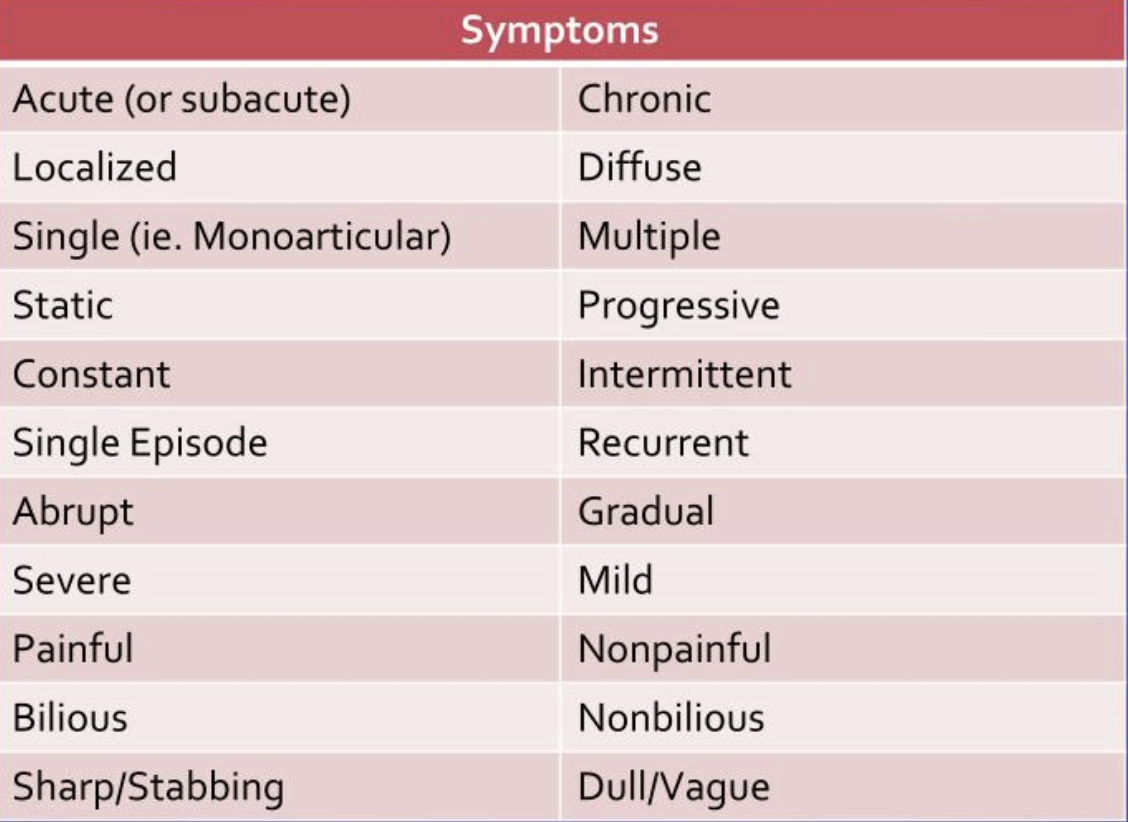 Symptoms
Acute (or subacute) Chronic
Localized Diffuse
Single (ie. Monoarticular) Multiple
Static Progressive
Constant Intermittent
Single Episode Recurrent
Abrupt Gradual
Severe Mild
Painful Nonpainful
Bilious Nonbilious
Sharp/Stabbing Dull/Vague